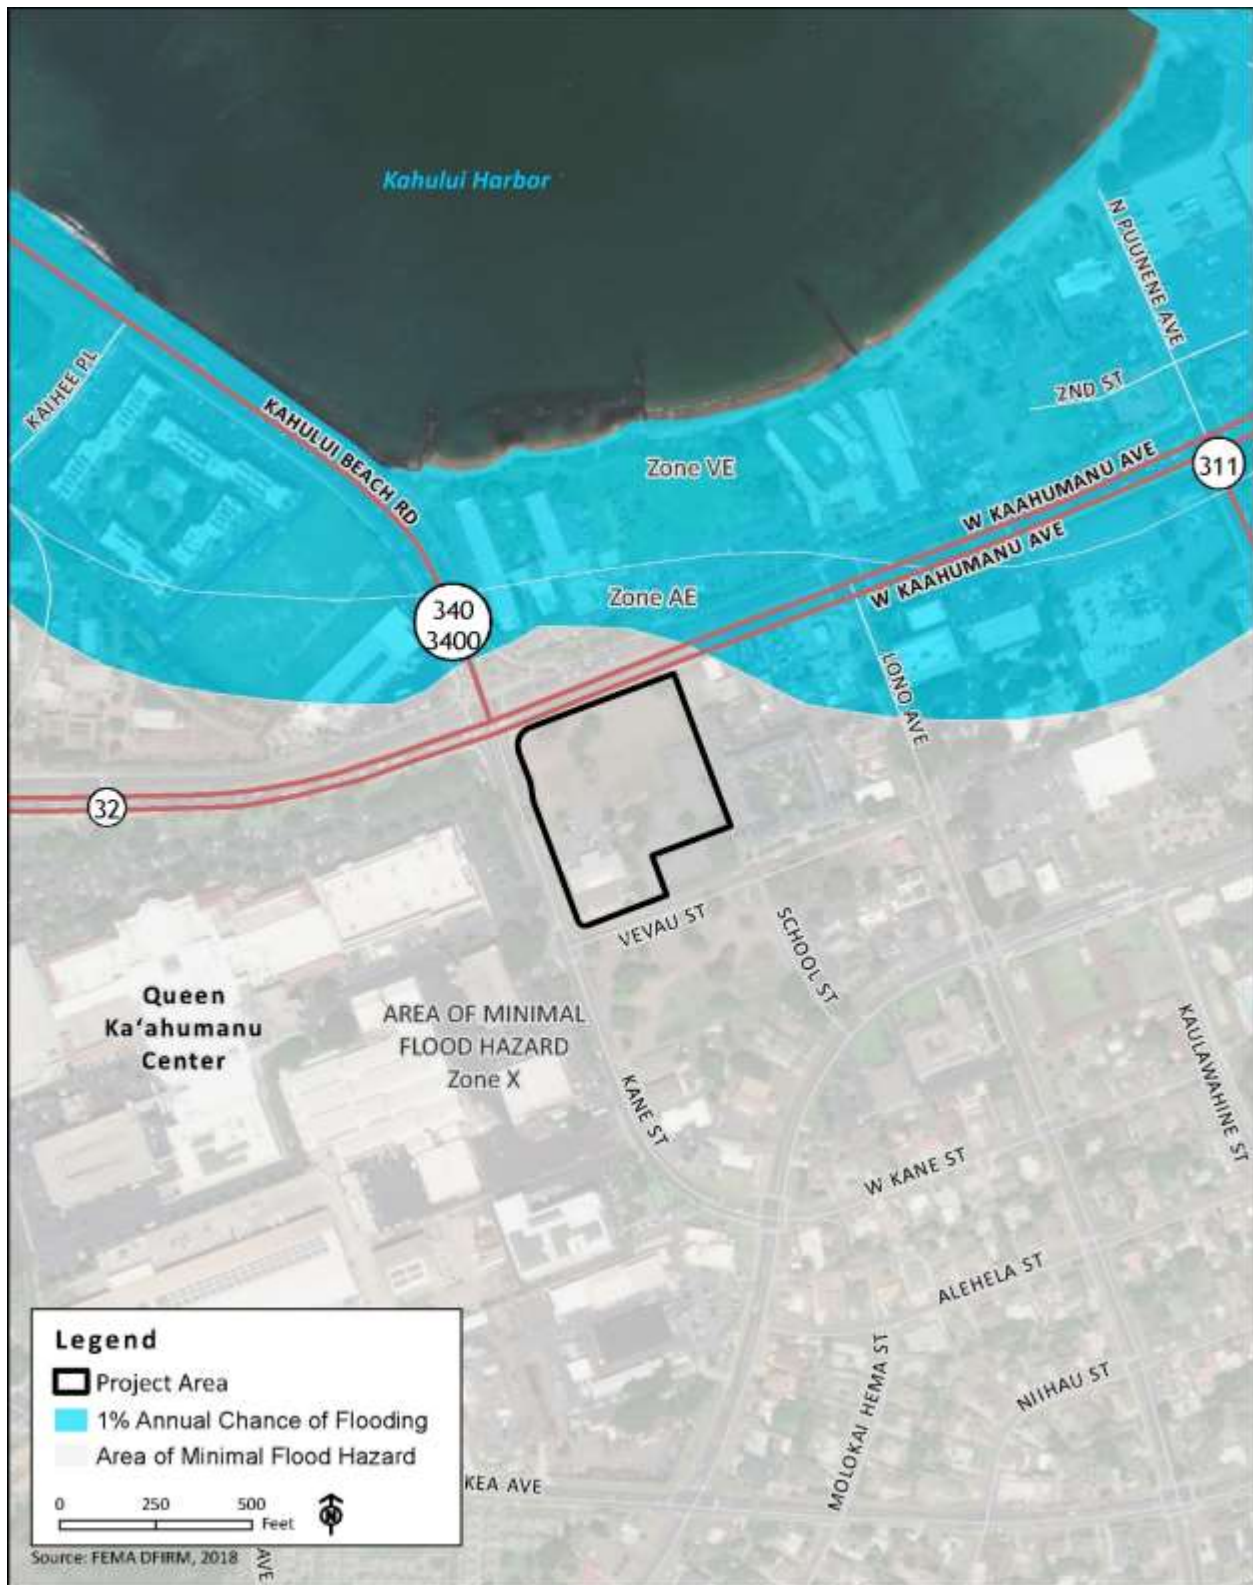 Kahului Harbor
N PUUNENE AVE
KAIHEE PL
2ND ST
KAHULUI BEACH RD
Zone VE
W KAAHUMANU AVE
311
W KAAHUMANU AVE
Zone AE
340
3400
LONO AVE
32
VEVAU ST
SCHOOL ST
Queen
Ka‘ahumanu
Center
AREA OF MINIMAL
FLOOD HAZARD
Zone X
KAULAWAHINE ST
KANE ST
W KANE ST
ALEHELA ST
MOLOKAI HEMA ST
NIIHAU ST
Legend
Project Area
1% Annual Chance of Flooding
Area of Minimal Flood Hazard
0 250 500
Feet
N
KEA AVE
Source: FEMA DFIRM, 2018
AVE